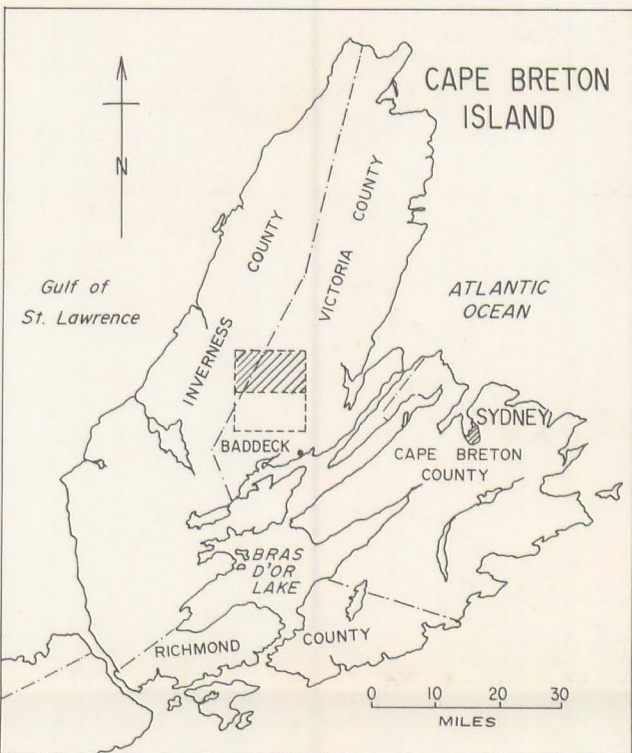 CAPE BRETON
ISLAND
N
INVERNESS COUNTY
VICTORIA COUNTY
Gulf of
St. Lawrence
ATLANTIC
OCEAN
BADDECK
SYDNEY
CAPE BRETON
COUNTY
BRAS
D'OR
LAKE
RICHMOND COUNTY
0 10 20 30
MILES